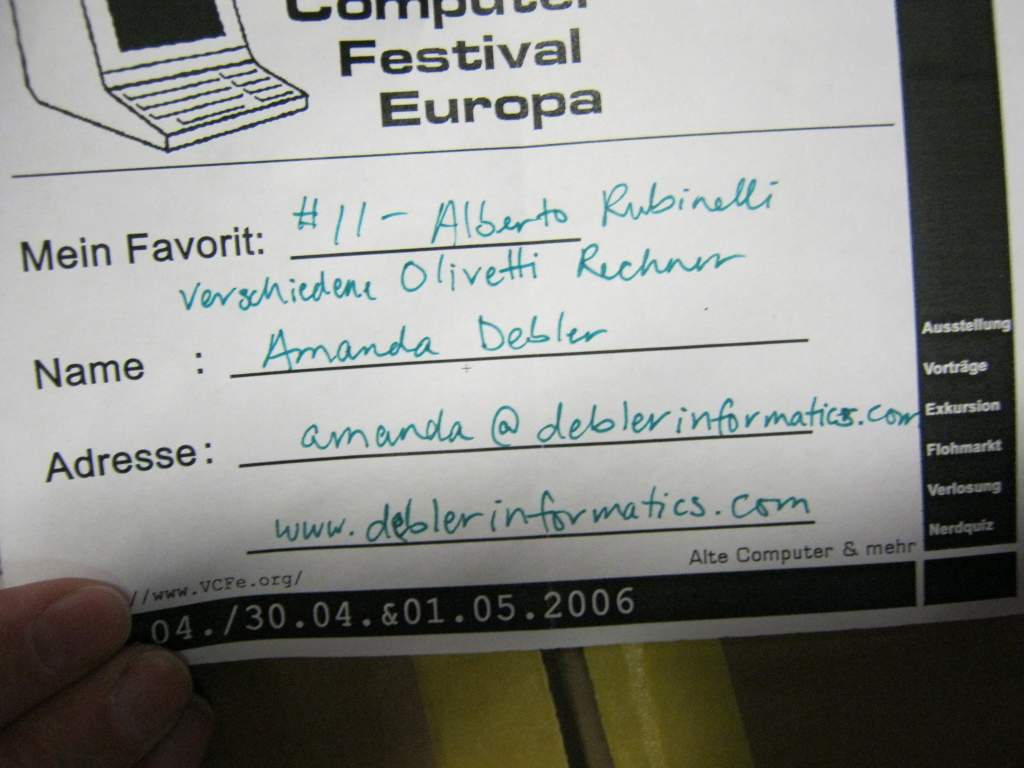 Computer
Festival
Europa
Mein Favorit: #11 - Alberto Rubinelli
Verschiedene Olivetti Rechner
Name : Amanda Debler
Adresse: amanda@deblerinformatics.com
www.deblerinformatics.com
Ausstellung
Vorträge
Exkursion
Flohmarkt
Verlosung
Nerdquiz
Alte Computer & mehr
//www.VCFe.org/
04./30.04.&01.05.2006